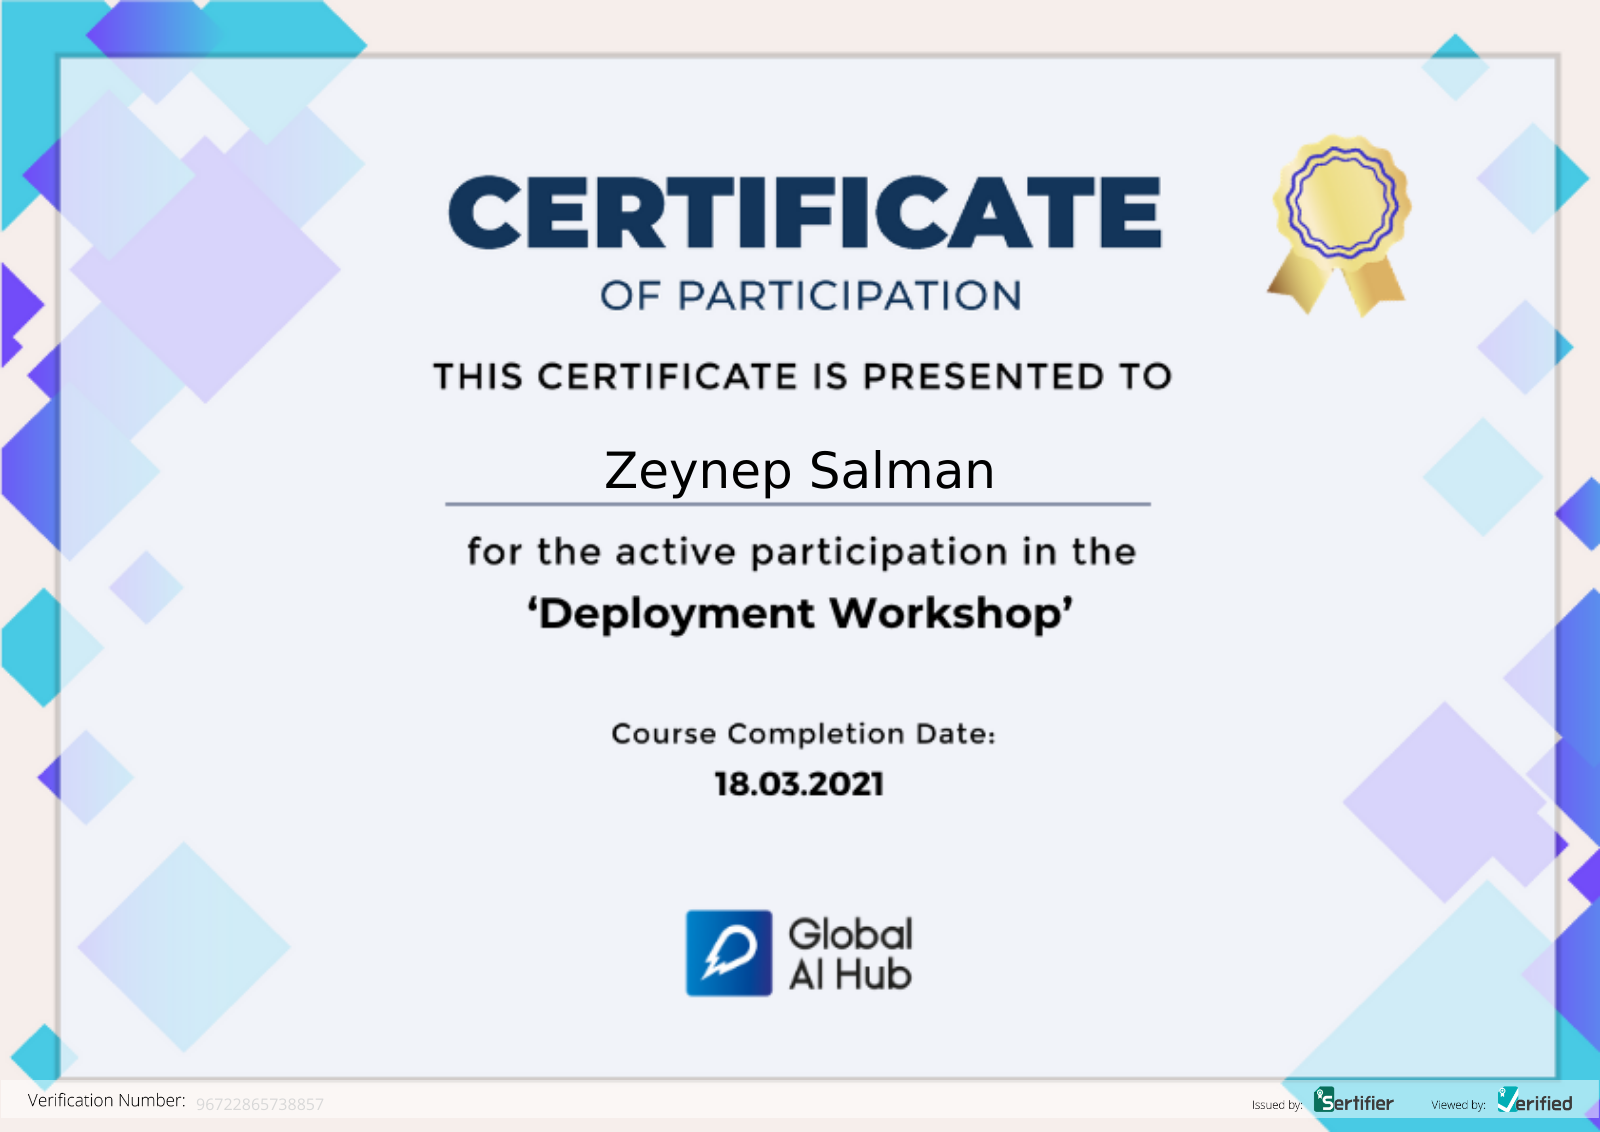 CERTIFICATE
OF PARTICIPATION
THIS CERTIFICATE IS PRESENTED TO
Zeynep Salman
for the active participation in the
‘Deployment Workshop’
Course Completion Date:
18.03.2021
Global
AI Hub
Verification Number: 96722865738857
Issued by: Sertifier Viewed by: Verified